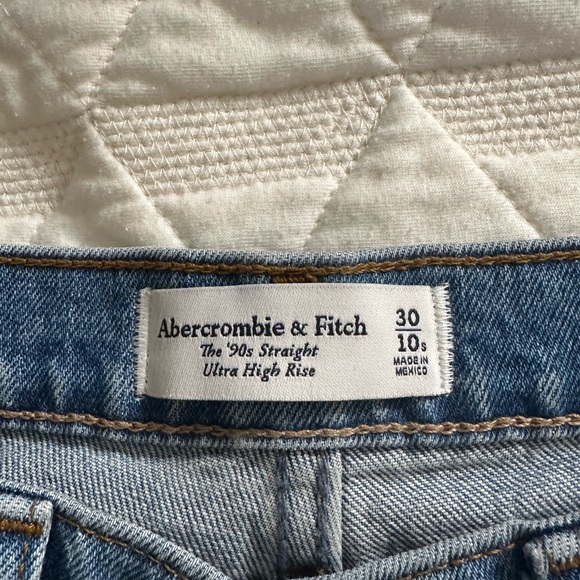 Abercrombie & Fitch
The '90s Straight
Ultra High Rise
30
10s
MADE IN
MEXICO